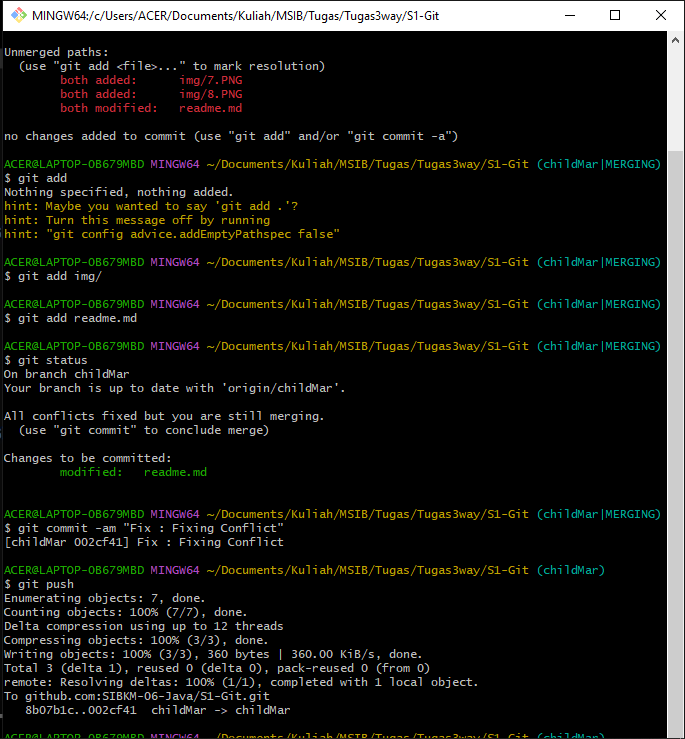 MINGW64:/c/Users/ACER/Documents/Kuliah/MSIB/Tugas/Tugas3way/S1-Git
Unmerged paths:
  (use "git add <file>..." to mark resolution)
        both added:      img/7.PNG
        both added:      img/8.PNG
        both modified:   readme.md

no changes added to commit (use "git add" and/or "git commit -a")

ACER@LAPTOP-OB679MBD MINGW64 ~/Documents/Kuliah/MSIB/Tugas/Tugas3way/S1-Git (childMar|MERGING)
$ git add
Nothing specified, nothing added.
hint: Maybe you wanted to say 'git add .'?
hint: Turn this message off by running
hint: "git config advice.addEmptyPathspec false"

ACER@LAPTOP-OB679MBD MINGW64 ~/Documents/Kuliah/MSIB/Tugas/Tugas3way/S1-Git (childMar|MERGING)
$ git add img/

ACER@LAPTOP-OB679MBD MINGW64 ~/Documents/Kuliah/MSIB/Tugas/Tugas3way/S1-Git (childMar|MERGING)
$ git add readme.md

ACER@LAPTOP-OB679MBD MINGW64 ~/Documents/Kuliah/MSIB/Tugas/Tugas3way/S1-Git (childMar|MERGING)
$ git status
On branch childMar
Your branch is up to date with 'origin/childMar'.

All conflicts fixed but you are still merging.
  (use "git commit" to conclude merge)

Changes to be committed:
        modified:   readme.md

ACER@LAPTOP-OB679MBD MINGW64 ~/Documents/Kuliah/MSIB/Tugas/Tugas3way/S1-Git (childMar|MERGING)
$ git commit -am "Fix : Fixing Conflict"
[childMar 002cf41] Fix : Fixing Conflict

ACER@LAPTOP-OB679MBD MINGW64 ~/Documents/Kuliah/MSIB/Tugas/Tugas3way/S1-Git (childMar)
$ git push
Enumerating objects: 7, done.
Counting objects: 100% (7/7), done.
Delta compression using up to 12 threads
Compressing objects: 100% (3/3), done.
Writing objects: 100% (3/3), 360 bytes | 360.00 KiB/s, done.
Total 3 (delta 1), reused 0 (delta 0), pack-reused 0 (from 0)
remote: Resolving deltas: 100% (1/1), completed with 1 local object.
To github.com:SIBKM-06-Java/S1-Git.git
   8b07b1c..002cf41  childMar -> childMar

ACER@LAPTOP-OB679MBD MINGW64 ~/Documents/Kuliah/MSIB/Tugas/Tugas3way/S1-Git (childMar)